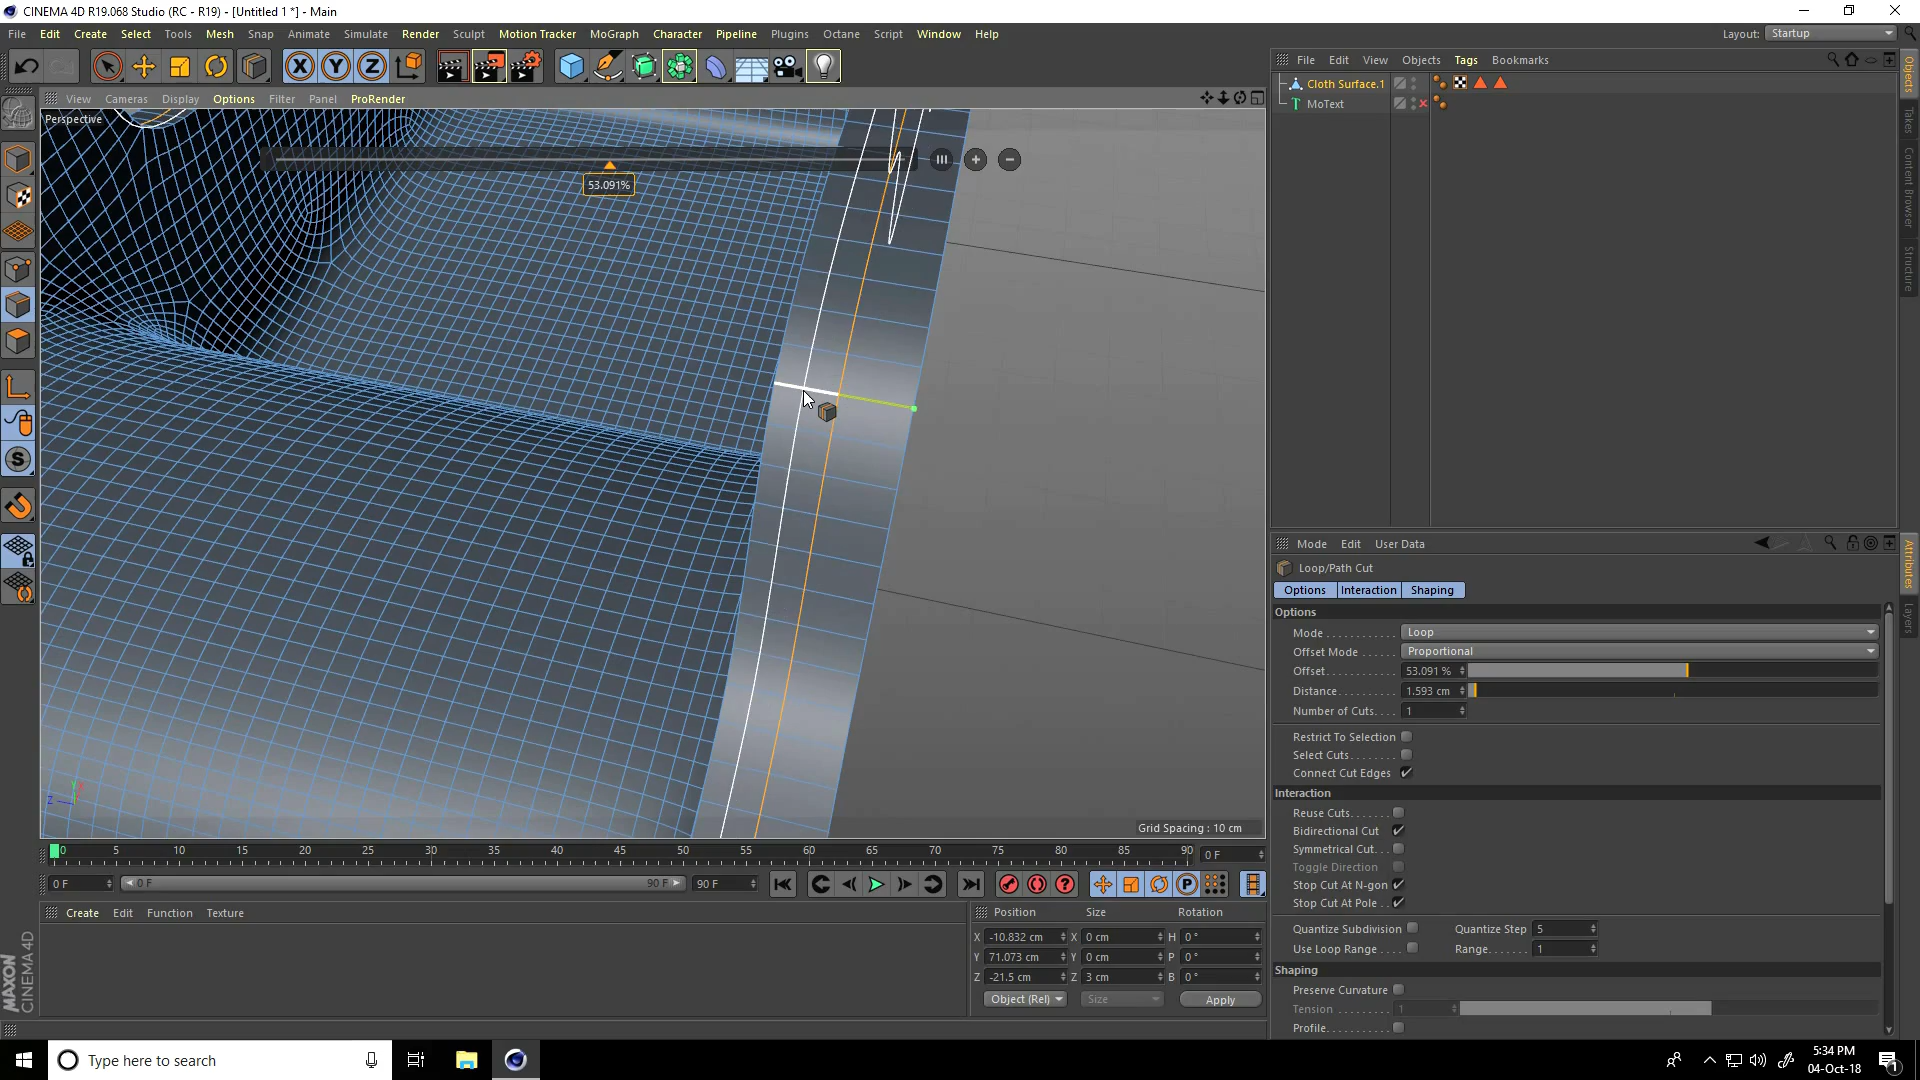 CINEMA 4D R19.068 Studio (RC - R19) - [Untitled 1 *] - Main
File Edit Create Select Tools Mesh Snap Animate Simulate Render Sculpt Motion Tracker MoGraph Character Pipeline Plugins Octane Script Window Help
Layout: Startup
X Y Z
View Cameras Display Options Filter Panel ProRender
Perspective
53.091%
Grid Spacing : 10 cm
File Edit View Objects Tags Bookmarks
Cloth Surface.1
MoText
Objects
Takes
Content Browser
Structure
Mode Edit User Data
Loop/Path Cut
Options Interaction Shaping
Options
Mode Loop
Offset Mode Proportional
Offset 53.091 %
Distance 1.593 cm
Number of Cuts 1
Restrict To Selection
Select Cuts
Connect Cut Edges
Interaction
Reuse Cuts
Bidirectional Cut
Symmetrical Cut
Toggle Direction
Stop Cut At N-gon
Stop Cut At Pole
Quantize Subdivision Quantize Step 5
Use Loop Range Range 1
Shaping
Preserve Curvature
Tension 1
Profile
Attributes
Layers
0 5 10 15 20 25 30 35 40 45 50 55 60 65 70 75 80 85 90 0 F
0 F 0 F 90 F 90 F
Create Edit Function Texture
Position Size Rotation
X -10.832 cm X 0 cm H 0 °
Y 71.073 cm Y 0 cm P 0 °
Z -21.5 cm Z 3 cm B 0 °
Object (Rel) Size Apply
MAXON
CINEMA 4D
Type here to search
5:34 PM
04-Oct-18
1